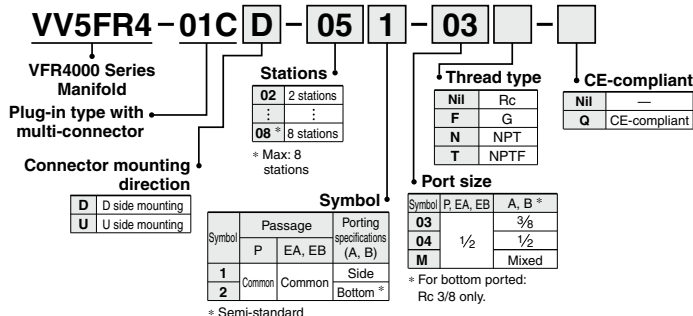 VV5FR4-01C D - 05 1 - 03 -
VFR4000 Series
Manifold
Plug-in type with
multi-connector
Connector mounting
direction
D D side mounting
U U side mounting
Stations
02 2 stations
⋮ ⋮
08 * 8 stations
* Max: 8
stations
Symbol
Symbol Passage Porting specifications (A, B)
P EA, EB
1 Common Common Side
2 Bottom *
* Semi-standard
Thread type
Nil Rc
F G
N NPT
T NPTF
Port size
Symbol P, EA, EB A, B *
03 1/2 3/8
04 1/2
M Mixed
* For bottom ported:
Rc 3/8 only.
CE-compliant
Nil —
Q CE-compliant